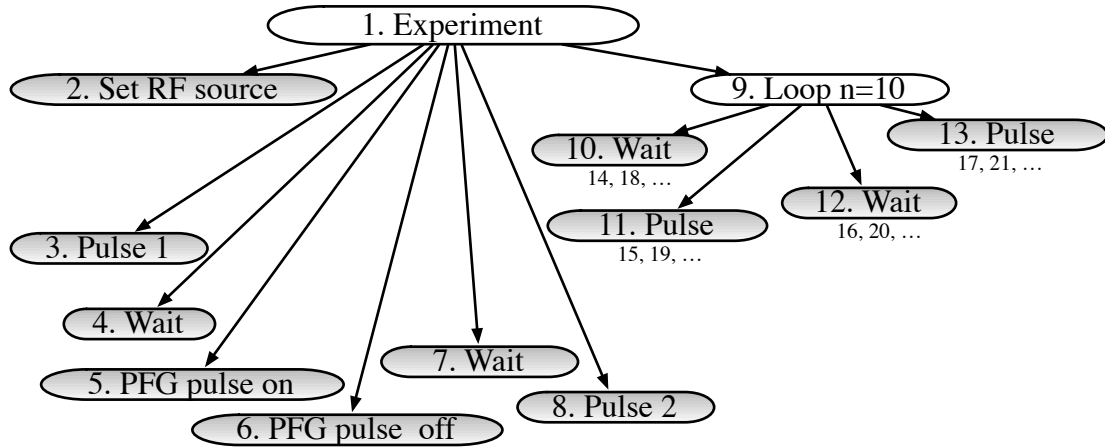 1. Experiment
2. Set RF source
3. Pulse 1
4. Wait
5. PFG pulse on
6. PFG pulse off
7. Wait
8. Pulse 2
9. Loop n=10
10. Wait
14, 18, …
11. Pulse
15, 19, …
12. Wait
16, 20, …
13. Pulse
17, 21, …